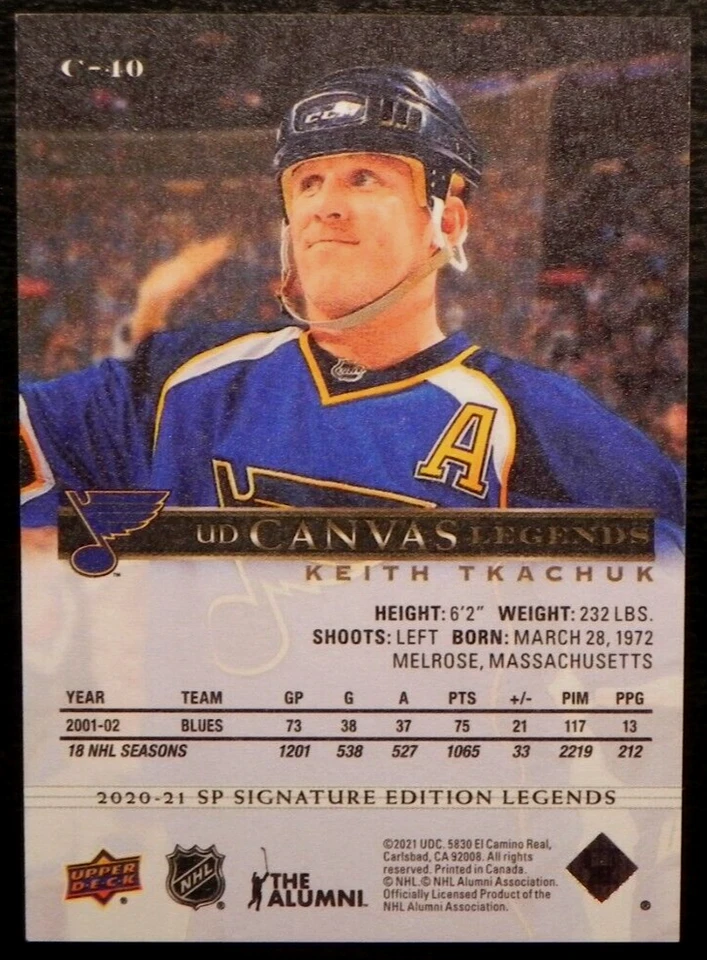 C-40
CCM
A
UD CANVAS LEGENDS
™
KEITH TKACHUK
HEIGHT: 6'2" WEIGHT: 232 LBS.
SHOOTS: LEFT BORN: MARCH 28, 1972
MELROSE, MASSACHUSETTS
YEAR TEAM GP G A PTS +/- PIM PPG
2001-02 BLUES 73 38 37 75 21 117 13
18 NHL SEASONS 1201 538 527 1065 33 2219 212
2020-21 SP SIGNATURE EDITION LEGENDS
UPPER
D·E·C·K
®
NHL
®
THE
ALUMNI™
©2021 UDC. 5830 El Camino Real,
Carlsbad, CA 92008. All rights
reserved. Printed in Canada.
© NHL.© NHL Alumni Association.
Officially Licensed Product of the
NHL Alumni Association.
®